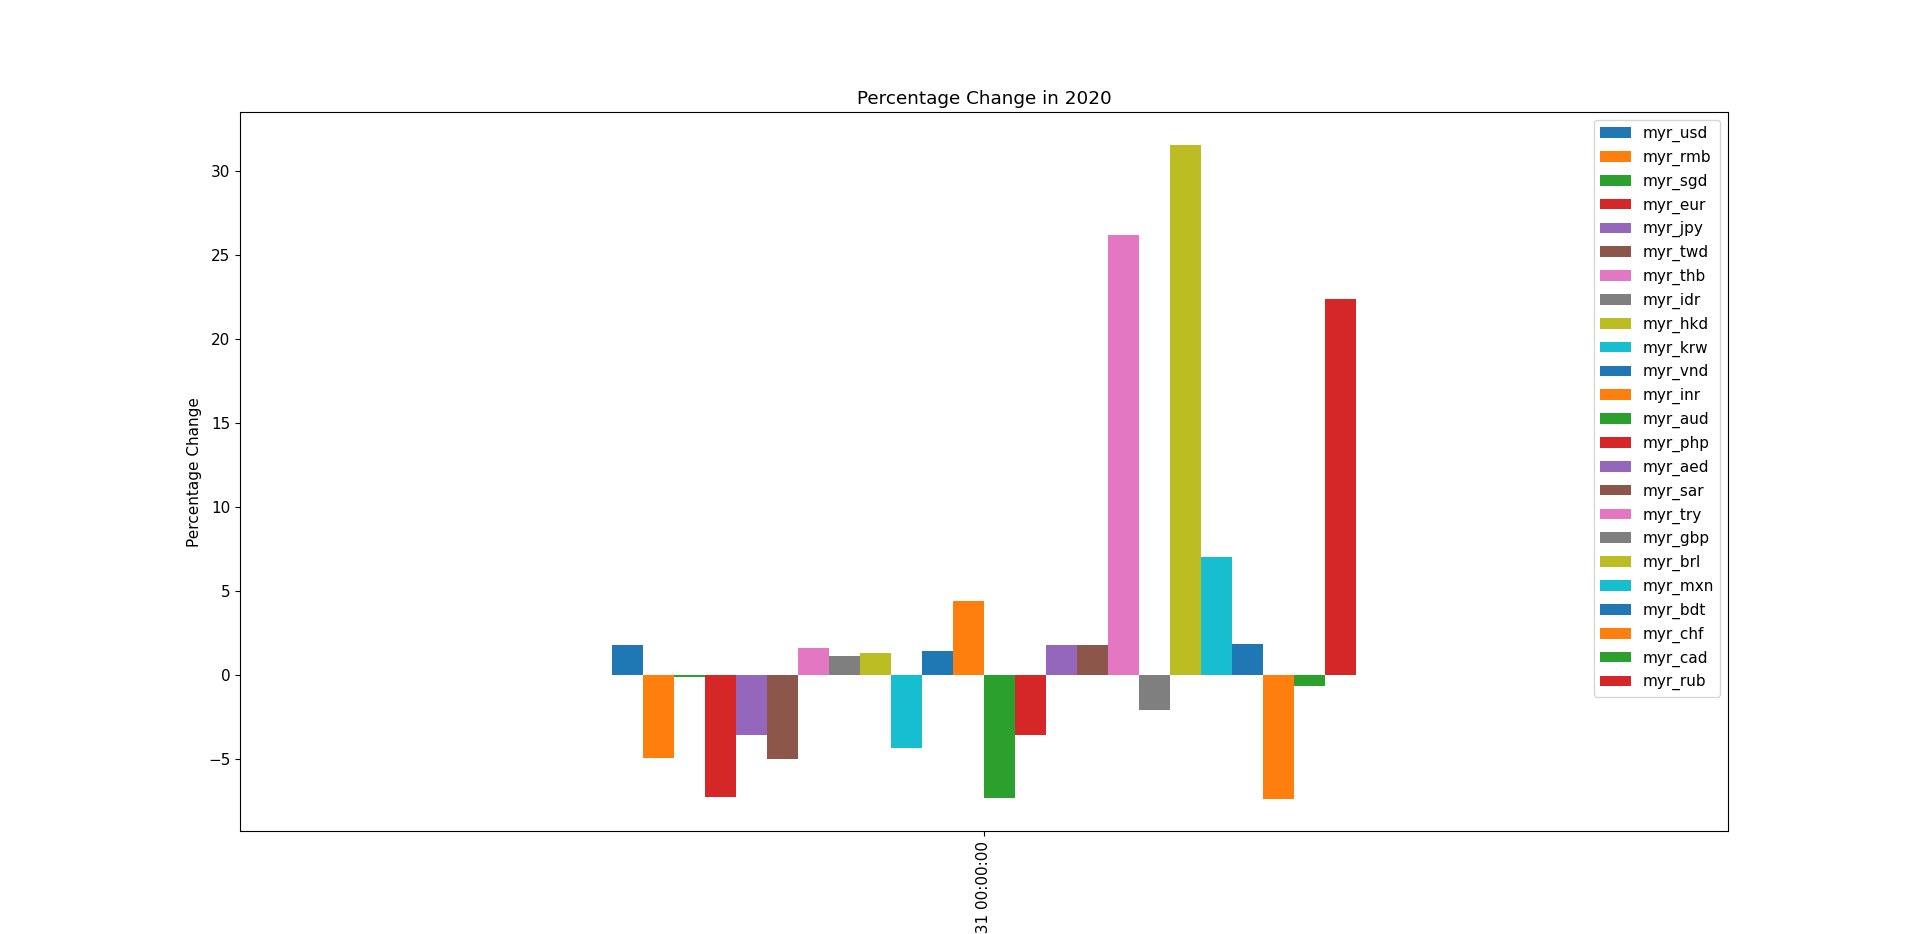 Percentage Change in 2020
Percentage Change
30
25
20
15
10
5
0
−5
31 00:00:00
myr_usd
myr_rmb
myr_sgd
myr_eur
myr_jpy
myr_twd
myr_thb
myr_idr
myr_hkd
myr_krw
myr_vnd
myr_inr
myr_aud
myr_php
myr_aed
myr_sar
myr_try
myr_gbp
myr_brl
myr_mxn
myr_bdt
myr_chf
myr_cad
myr_rub